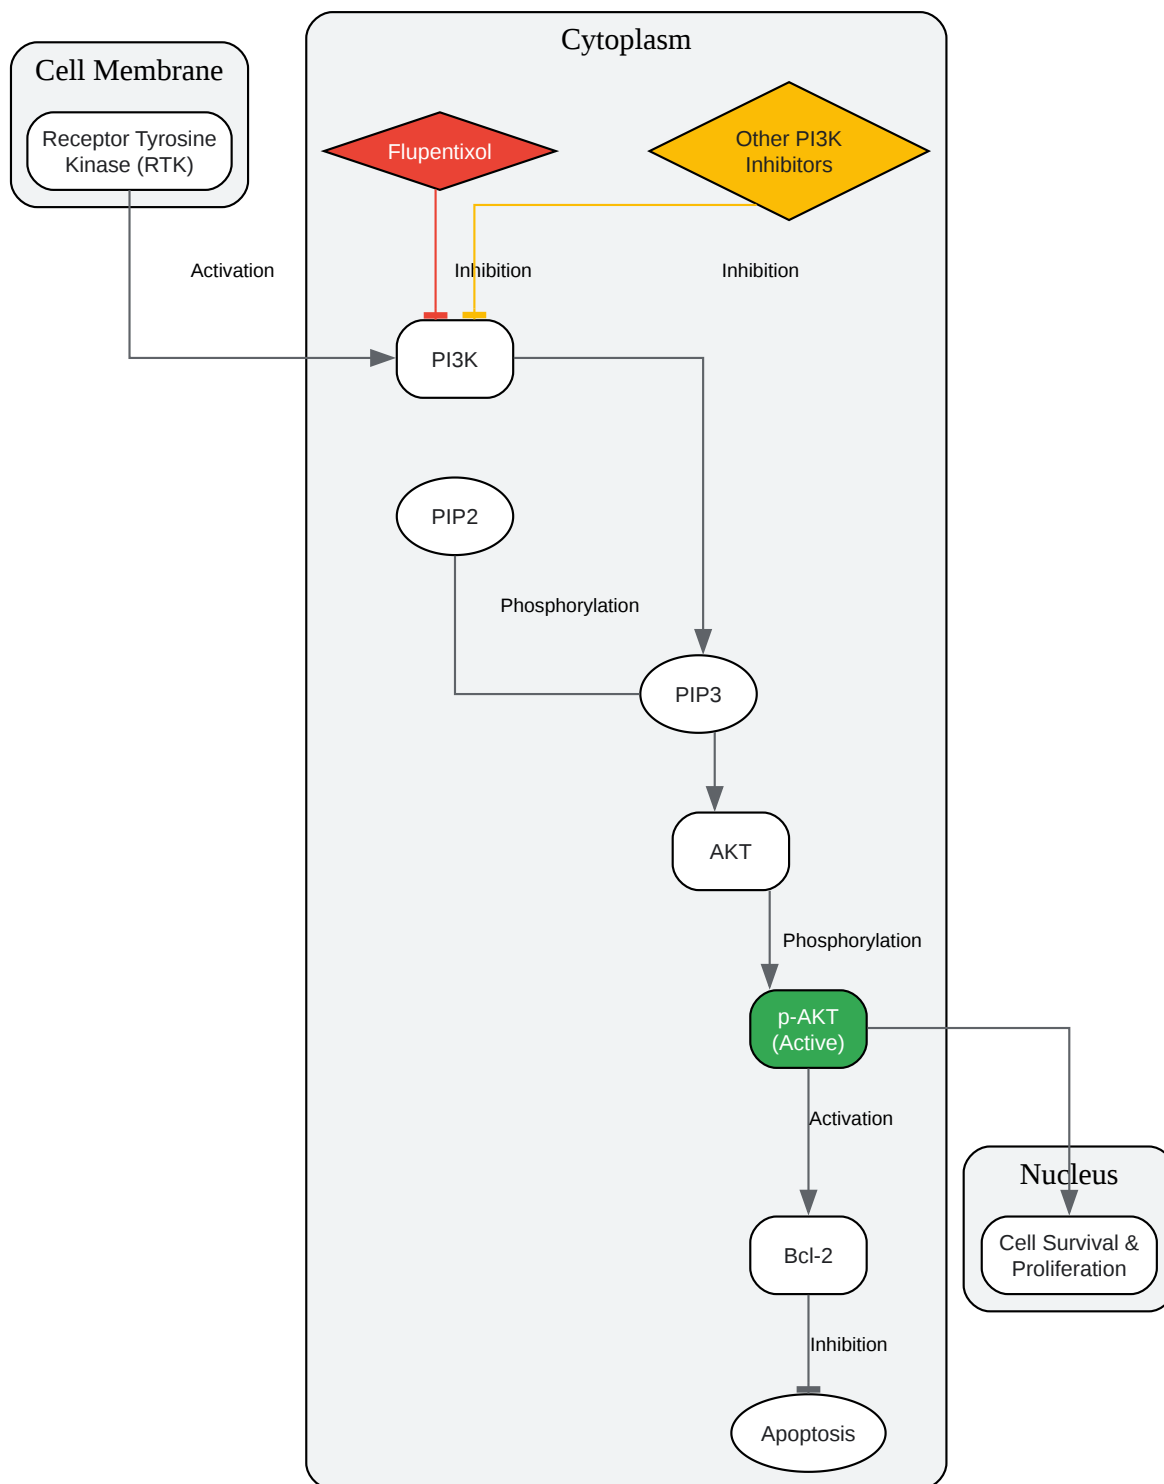 Cytoplasm
Cell Membrane
Receptor Tyrosine
Kinase (RTK)
Flupentixol
Other PI3K
Inhibitors
Activation
Inhibition
Inhibition
PI3K
PIP2
Phosphorylation
PIP3
AKT
Phosphorylation
p-AKT
(Active)
Activation
Nucleus
Cell Survival &
Proliferation
Bcl-2
Inhibition
Apoptosis